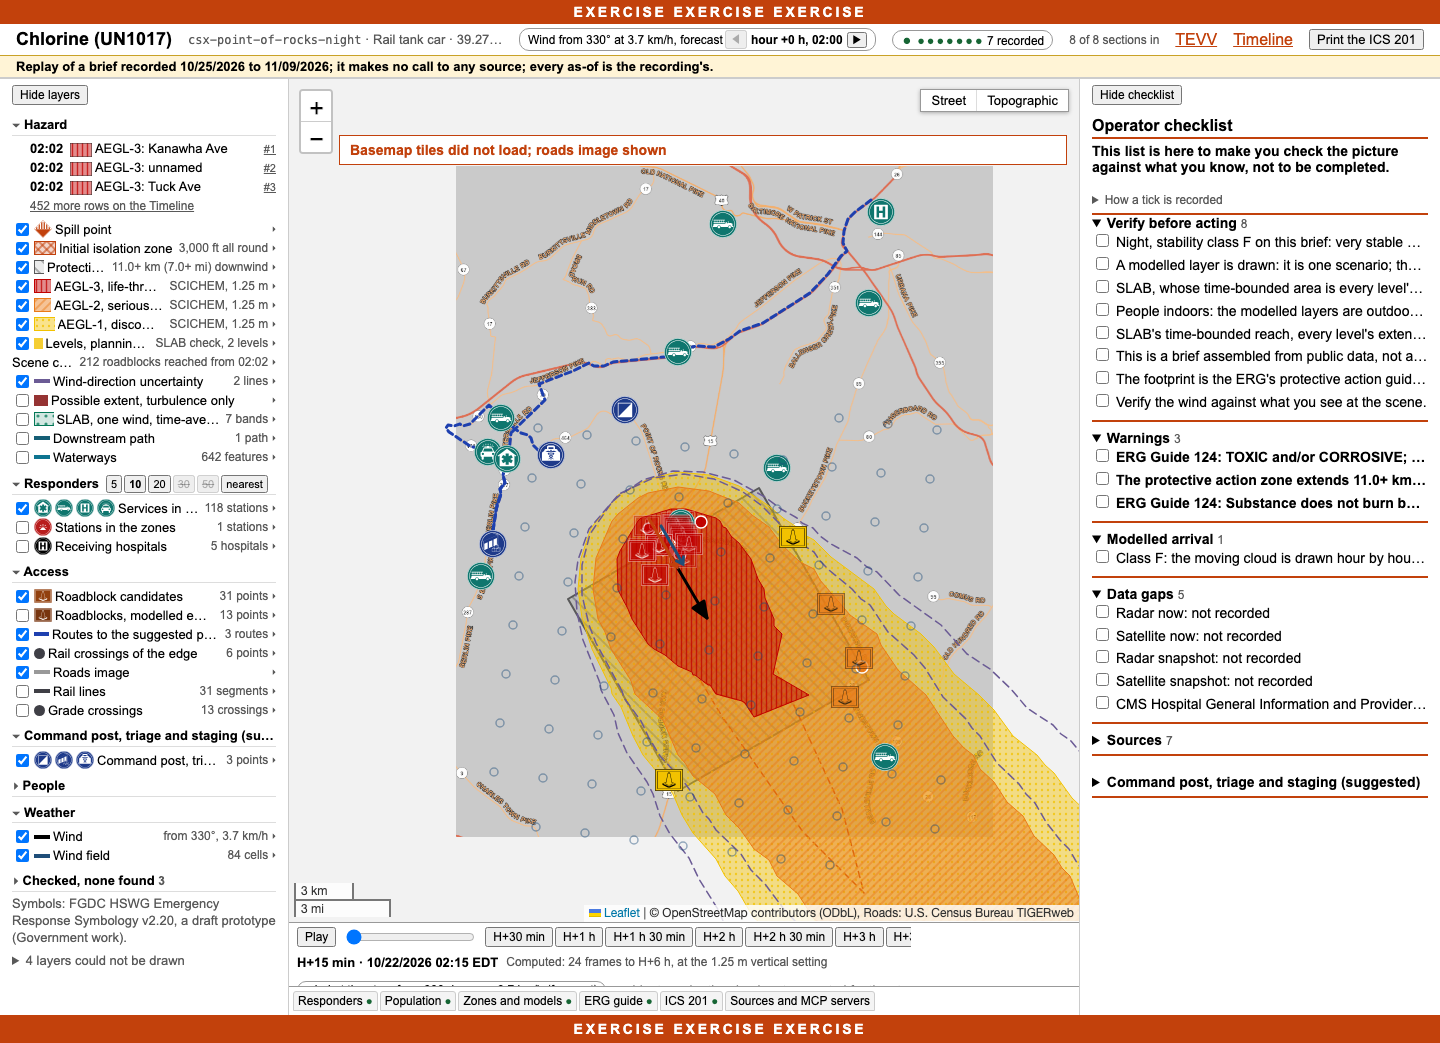 EXERCISE EXERCISE EXERCISE
Chlorine (UN1017) csx-point-of-rocks-night · Rail tank car · 39.27… Wind from 330° at 3.7 km/h, forecast ◀ hour +0 h, 02:00 ▶ 7 recorded 8 of 8 sections in TEVV Timeline Print the ICS 201
Replay of a brief recorded 10/25/2026 to 11/09/2026; it makes no call to any source; every as-of is the recording's.
Hide layers
Hazard
02:02 AEGL-3: Kanawha Ave #1
02:02 AEGL-3: unnamed #2
02:02 AEGL-3: Tuck Ave #3
452 more rows on the Timeline
Spill point
Initial isolation zone 3,000 ft all round
Protecti… 11.0+ km (7.0+ mi) downwind
AEGL-3, life-thr… SCICHEM, 1.25 m
AEGL-2, serious… SCICHEM, 1.25 m
AEGL-1, disco… SCICHEM, 1.25 m
Levels, plannin… SLAB check, 2 levels
Scene c… 212 roadblocks reached from 02:02
Wind-direction uncertainty 2 lines
Possible extent, turbulence only
SLAB, one wind, time-ave… 7 bands
Downstream path 1 path
Waterways 642 features
Responders 5 10 20 30 50 nearest
Services in … 118 stations
Stations in the zones 1 stations
Receiving hospitals 5 hospitals
Access
Roadblock candidates 31 points
Roadblocks, modelled e… 13 points
Routes to the suggested p… 3 routes
Rail crossings of the edge 6 points
Roads image
Rail lines 31 segments
Grade crossings 13 crossings
Command post, triage and staging (su…
Command post, tri… 3 points
People
Weather
Wind from 330°, 3.7 km/h
Wind field 84 cells
Checked, none found 3
Symbols: FGDC HSWG Emergency
Response Symbology v2.20, a draft prototype
(Government work).
4 layers could not be drawn
+
−
Street Topographic
Basemap tiles did not load; roads image shown
OLD NATIONAL PIKE
W PATRICK ST
BALTIMORE NATIONAL PIKE
JEFFERSON PIKE
3 km
3 mi
Leaflet | © OpenStreetMap contributors (ODbL), Roads: U.S. Census Bureau TIGERweb
Play H+30 min H+1 h H+1 h 30 min H+2 h H+2 h 30 min H+3 h
H+15 min · 10/22/2026 02:15 EDT Computed: 24 frames to H+6 h, at the 1.25 m vertical setting
Responders Population Zones and models ERG guide ICS 201 Sources and MCP servers
Hide checklist
Operator checklist
This list is here to make you check the picture
against what you know, not to be completed.
How a tick is recorded
Verify before acting 8
Night, stability class F on this brief: very stable …
A modelled layer is drawn: it is one scenario; th…
SLAB, whose time-bounded area is every level'…
People indoors: the modelled layers are outdoo…
SLAB's time-bounded reach, every level's exten…
This is a brief assembled from public data, not a…
The footprint is the ERG's protective action guid…
Verify the wind against what you see at the scene.
Warnings 3
ERG Guide 124: TOXIC and/or CORROSIVE; …
The protective action zone extends 11.0+ km…
ERG Guide 124: Substance does not burn b…
Modelled arrival 1
Class F: the moving cloud is drawn hour by hou…
Data gaps 5
Radar now: not recorded
Satellite now: not recorded
Radar snapshot: not recorded
Satellite snapshot: not recorded
CMS Hospital General Information and Provider…
Sources 7
Command post, triage and staging (suggested)
EXERCISE EXERCISE EXERCISE